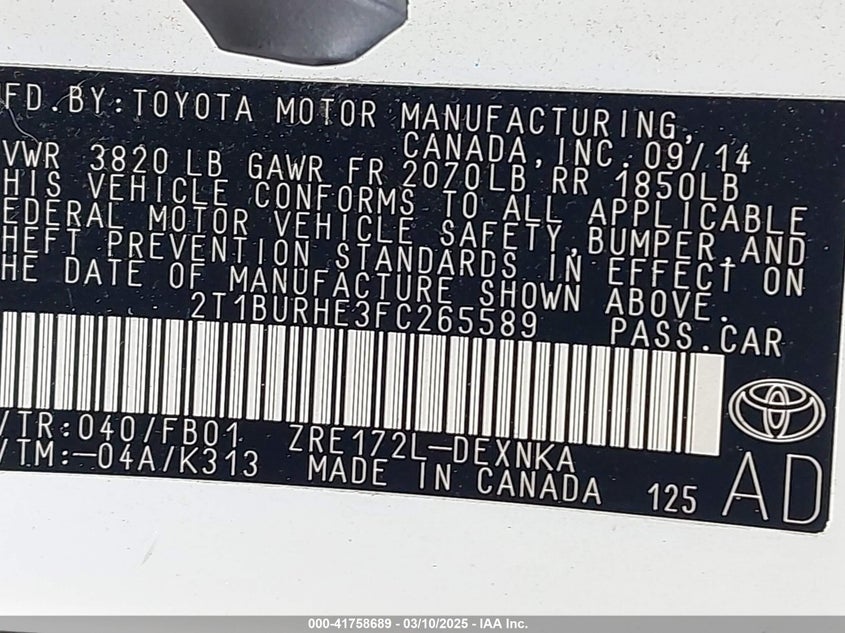 FD.BY:TOYOTA MOTOR MANUFACTURING,
CANADA,INC. 09/14
VWR 3820 LB GAWR FR 2070LB RR 1850LB
HIS VEHICLE CONFORMS TO ALL APPLICABLE
EDERAL MOTOR VEHICLE SAFETY,BUMPER,AND
HEFT PREVENTION STANDARDS IN EFFECT ON
HE DATE OF MANUFACTURE SHOWN ABOVE.
2T1BURHE3FC265589 PASS.CAR
/TR:040/FB01 ZRE172L-DEXNKA
/TM:-04A/K313 MADE IN CANADA 125 AD
000-41758689 - 03/10/2025 - IAA Inc.